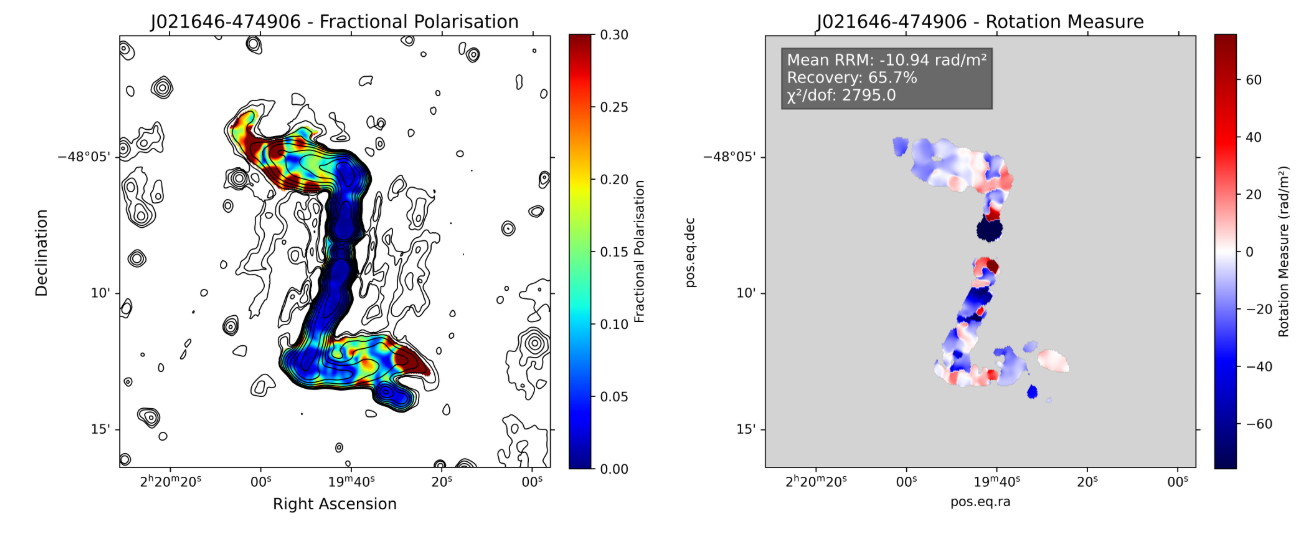 J021646-474906 - Fractional Polarisation
−48°05'
10'
15'
2ʰ20ᵐ20ˢ 00ˢ 19ᵐ40ˢ 20ˢ 00ˢ
Right Ascension
Declination
0.30
0.25
0.20
0.15
0.10
0.05
0.00
Fractional Polarisation
J021646-474906 - Rotation Measure
Mean RRM: -10.94 rad/m²
Recovery: 65.7%
χ²/dof: 2795.0
−48°05'
10'
15'
2ʰ20ᵐ20ˢ 00ˢ 19ᵐ40ˢ 20ˢ 00ˢ
pos.eq.ra
pos.eq.dec
60
40
20
0
−20
−40
−60
Rotation Measure (rad/m²)